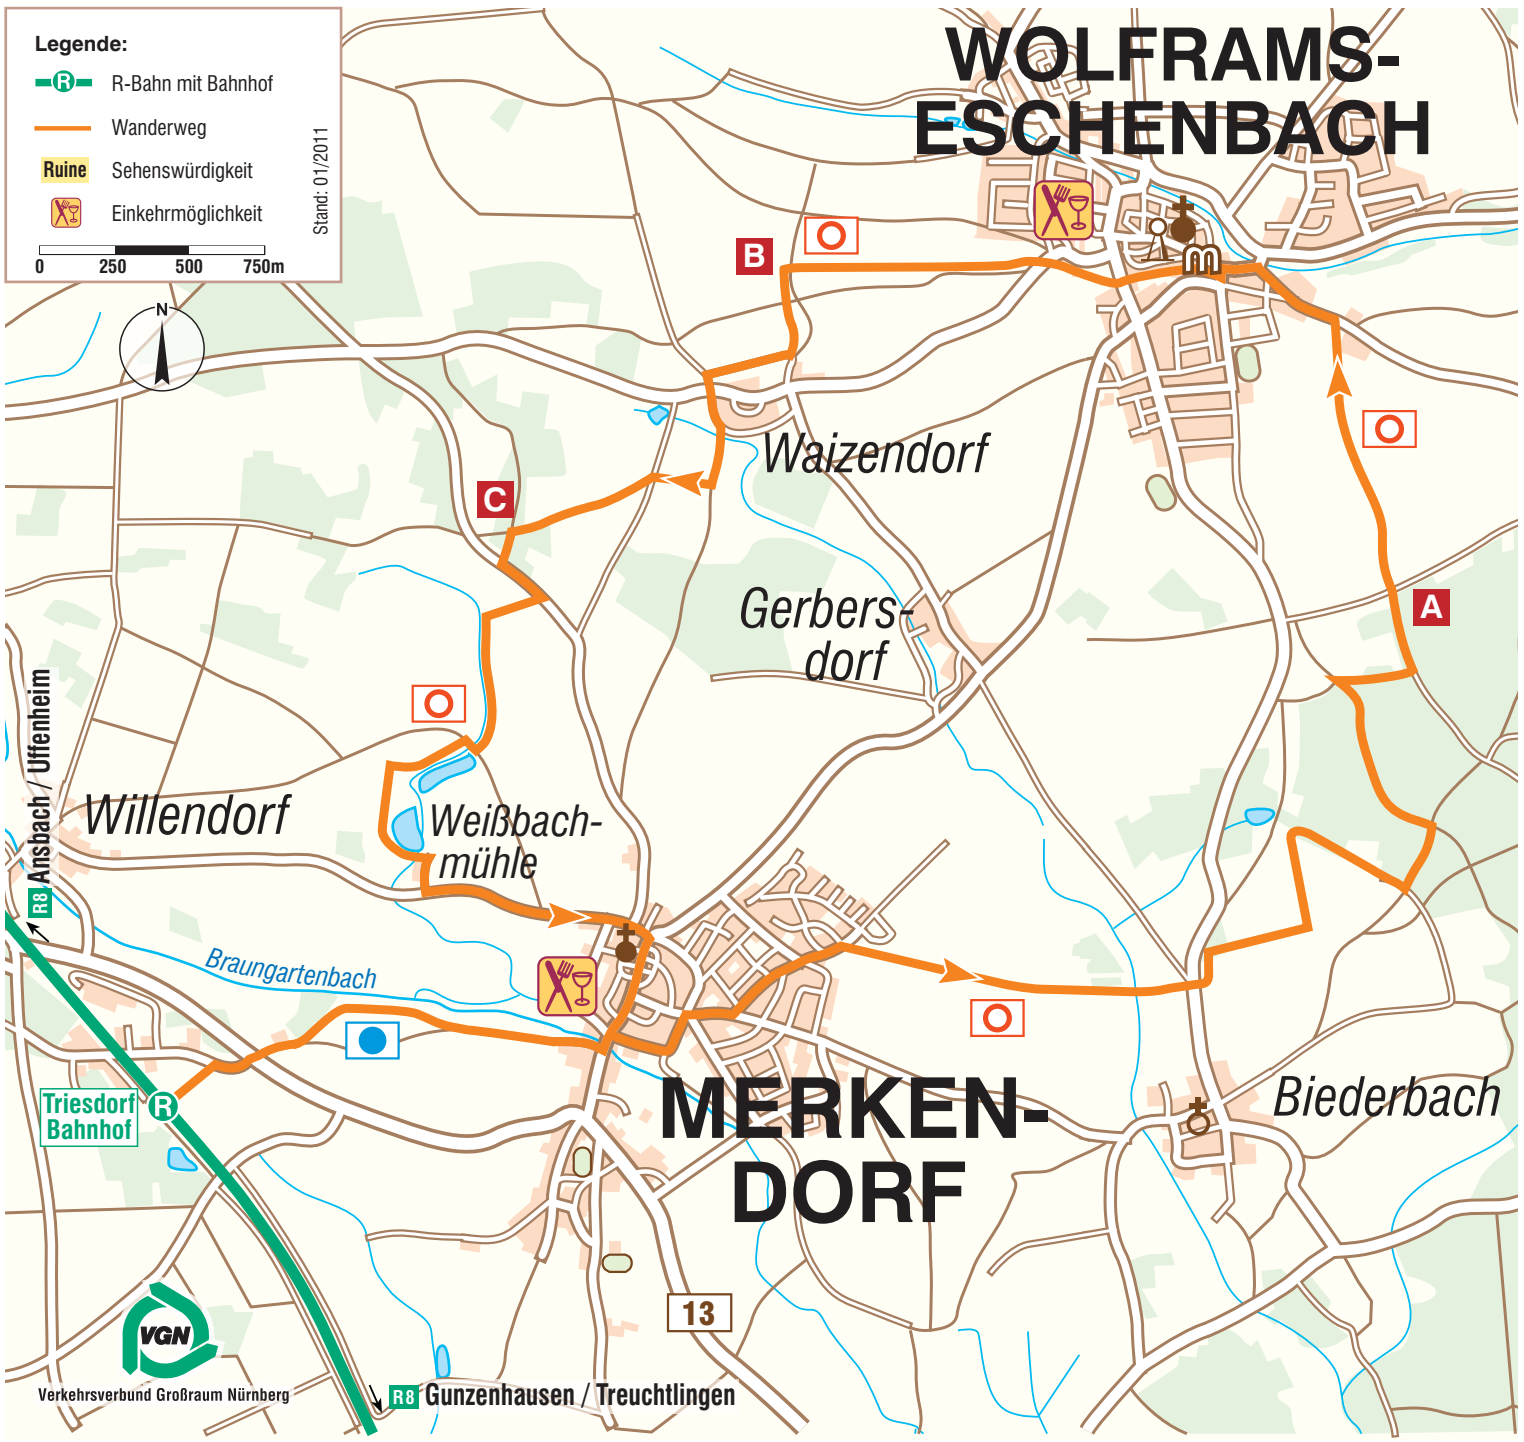 Legende:
R
R-Bahn mit Bahnhof
Wanderweg
Ruine
Sehenswürdigkeit
Einkehrmöglichkeit
0 250 500 750m
Stand: 01/2011
N
WOLFRAMS-
ESCHENBACH
B
m
Waizendorf
C
A
Gerbers-
dorf
R8 Ansbach / Uffenheim
Willendorf
Weißbach-
mühle
Braungartenbach
Triesdorf
Bahnhof
R
MERKEN-
DORF
Biederbach
13
VGN
Verkehrsverbund Großraum Nürnberg
R8 Gunzenhausen / Treuchtlingen